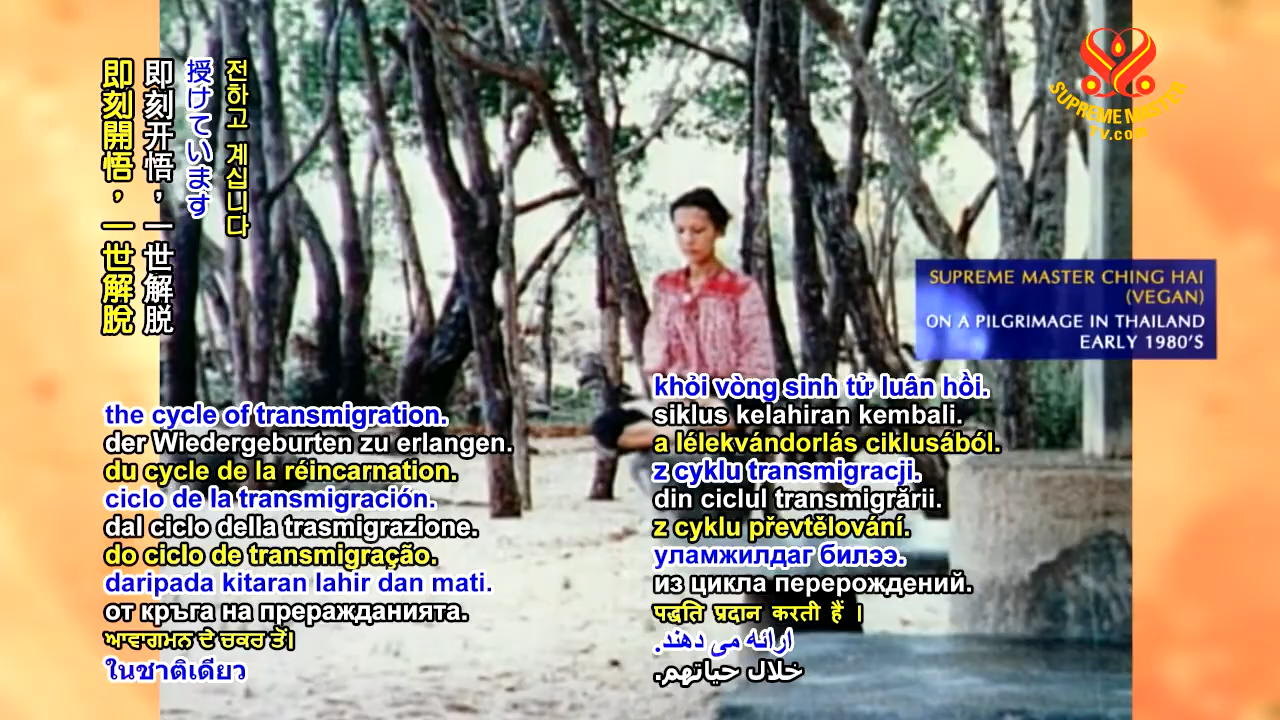 即刻開悟，一世解脫
即刻开悟，一世解脱
授けています
전하고 계십니다
SUPREME MASTER
TV.com
SUPREME MASTER CHING HAI
(VEGAN)
ON A PILGRIMAGE IN THAILAND
EARLY 1980'S
the cycle of transmigration.
der Wiedergeburten zu erlangen.
du cycle de la réincarnation.
ciclo de la transmigración.
dal ciclo della trasmigrazione.
do ciclo de transmigração.
daripada kitaran lahir dan mati.
от кръга на преражданията.
ਆਵਾਗਮਨ ਦੇ ਚਕਰ ਤੋਂ।
ในชาติเดียว
khỏi vòng sinh tử luân hồi.
siklus kelahiran kembali.
a lélekvándorlás ciklusából.
z cyklu transmigracji.
din ciclul transmigrării.
z cyklu převtělování.
уламжилдаг билээ.
из цикла перерождений.
पद्धति प्रदान करती हैं ।
ارائه می دهند.
خلال حياتهم.